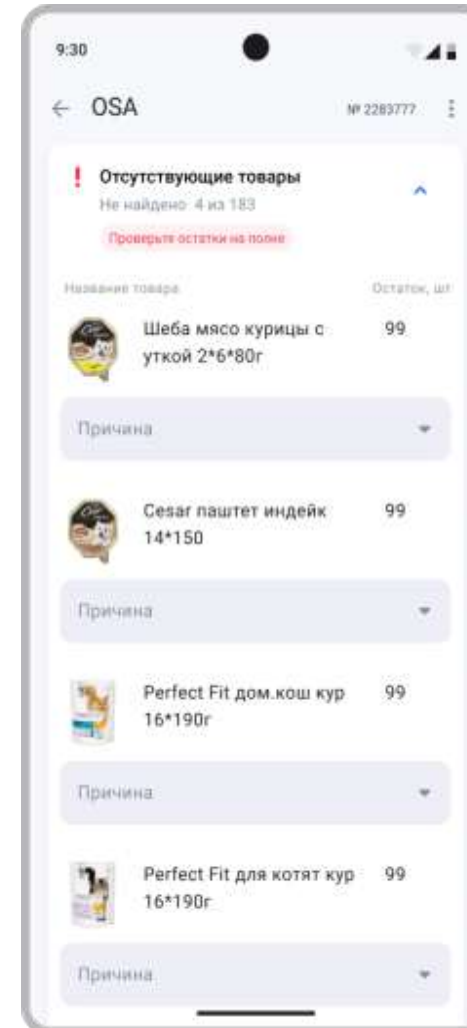 9:30
OSA
№ 2283777
Отсутствующие товары
Не найдено: 4 из 183
Проверьте остатки на полке
Название товара
Остаток, шт
Шеба мясо курицы с
уткой 2*6*80г
99
Причина
Cesar паштет индейк
14*150
99
Причина
Perfect Fit дом.кош кур
16*190г
99
Причина
Perfect Fit для котят кур
16*190г
99
Причина